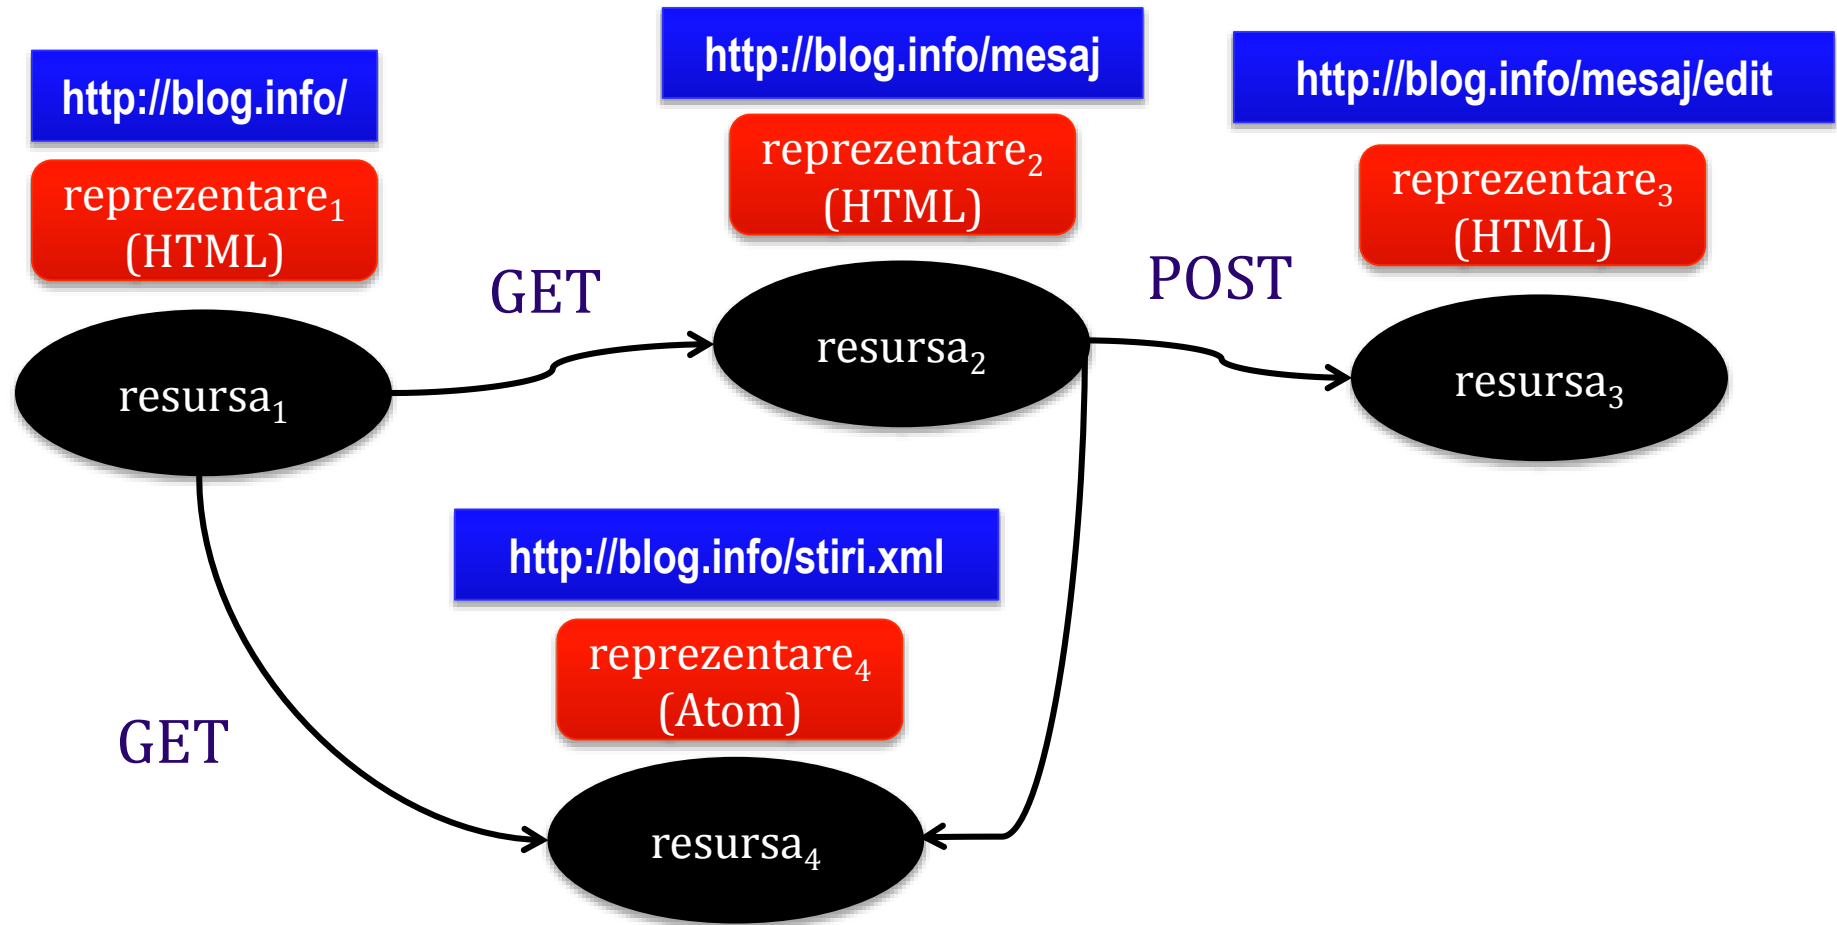 http://blog.info/
reprezentare₁
(HTML)
resursa₁
GET
http://blog.info/mesaj
reprezentare₂
(HTML)
resursa₂
POST
http://blog.info/mesaj/edit
reprezentare₃
(HTML)
resursa₃
GET
http://blog.info/stiri.xml
reprezentare₄
(Atom)
resursa₄